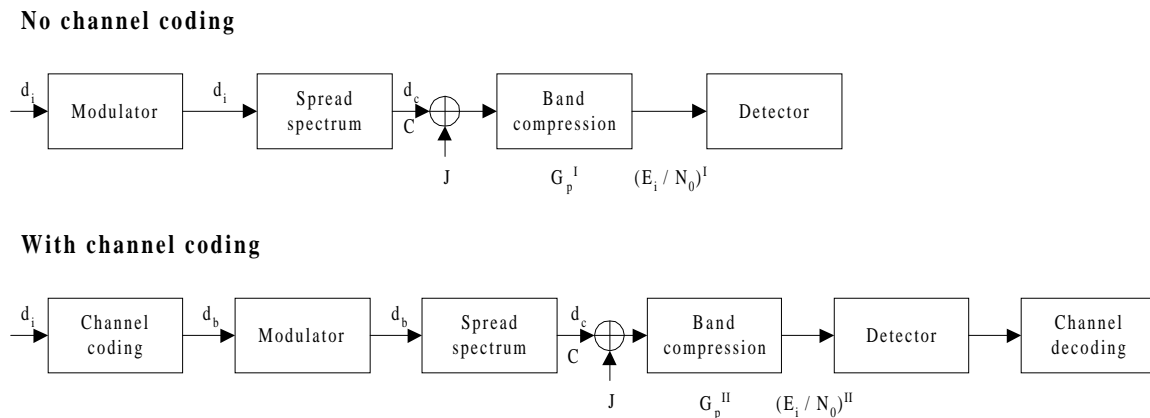 No channel coding
d_i Modulator d_i Spread spectrum d_c C J Band compression Detector
G_p^I (E_i / N_0)^I
With channel coding
d_i Channel coding d_b Modulator d_b Spread spectrum d_c C J Band compression Detector Channel decoding
G_p^II (E_i / N_0)^II